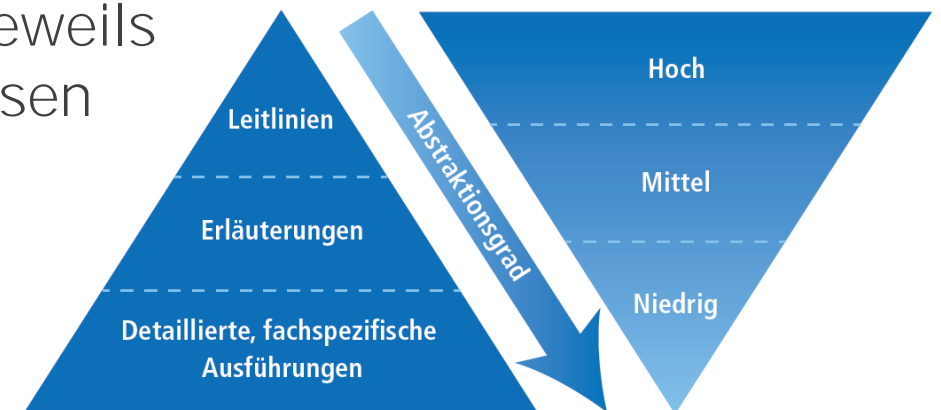 eweils
sen
Leitlinien
Erläuterungen
Detaillierte, fachspezifische
Ausführungen
Abstraktionsgrad
Hoch
Mittel
Niedrig